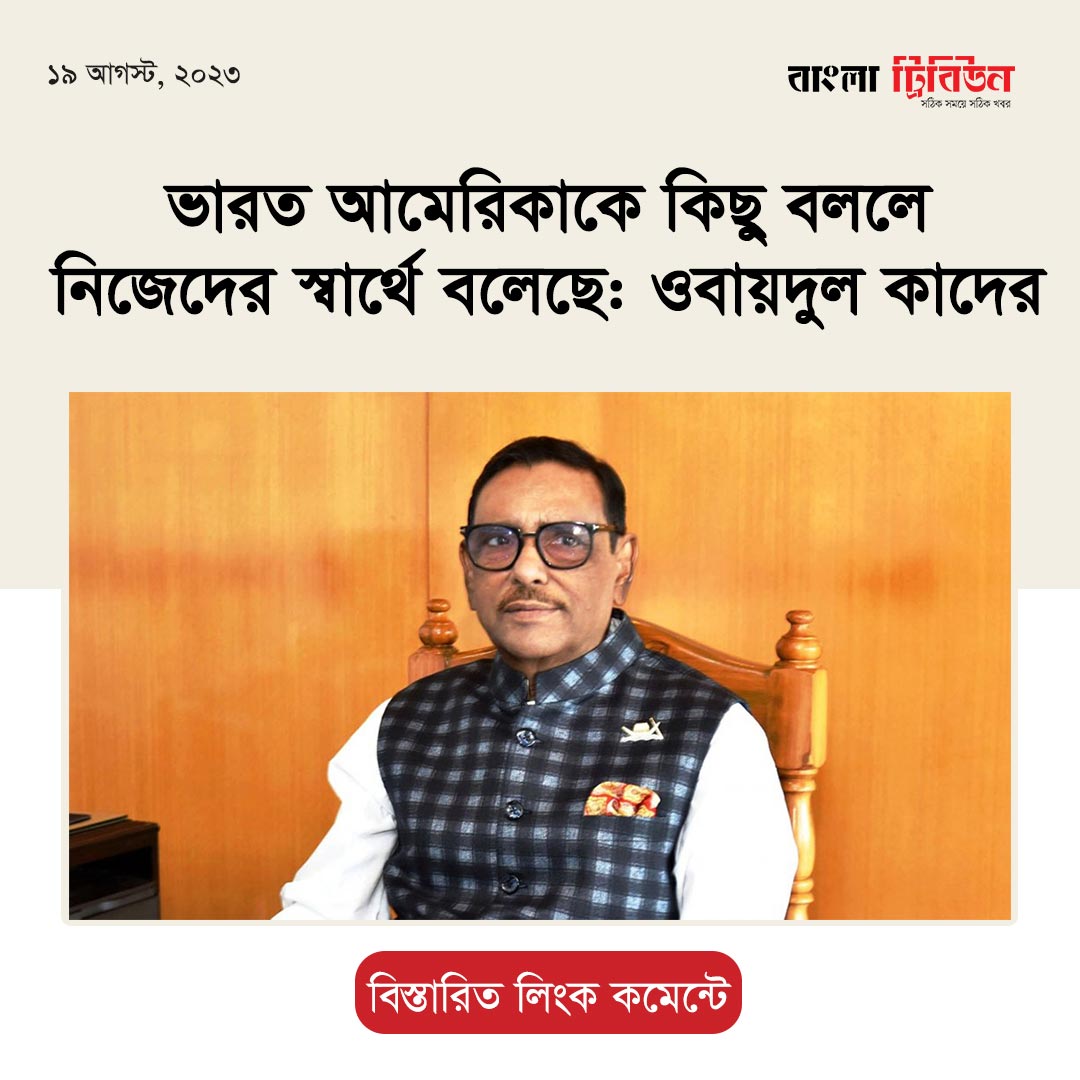 ১৯ আগস্ট, ২০২৩
বাংলা ট্রিবিউন
সঠিক সময়ে সঠিক খবর
ভারত আমেরিকাকে কিছু বললে
নিজেদের স্বার্থে বলেছে: ওবায়দুল কাদের
বিস্তারিত লিংক কমেন্টে